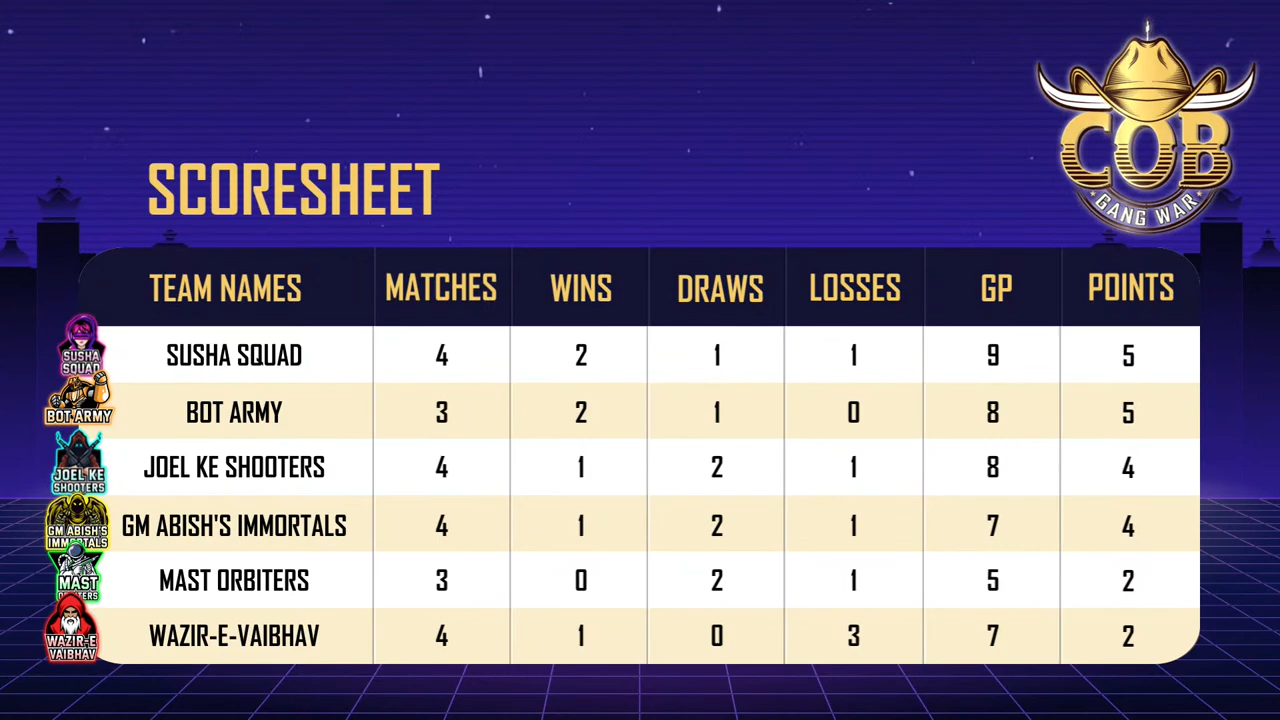 COB
GANG WAR
SCORESHEET
TEAM NAMES MATCHES WINS DRAWS LOSSES GP POINTS
SUSHA SQUAD SUSHA SQUAD 4 2 1 1 9 5
BOT ARMY BOT ARMY 3 2 1 0 8 5
JOEL KE SHOOTERS JOEL KE SHOOTERS 4 1 2 1 8 4
GM ABISH'S IMMORTALS GM ABISH'S IMMORTALS 4 1 2 1 7 4
MAST ORBITERS MAST ORBITERS 3 0 2 1 5 2
WAZIR-E VAIBHAV WAZIR-E-VAIBHAV 4 1 0 3 7 2